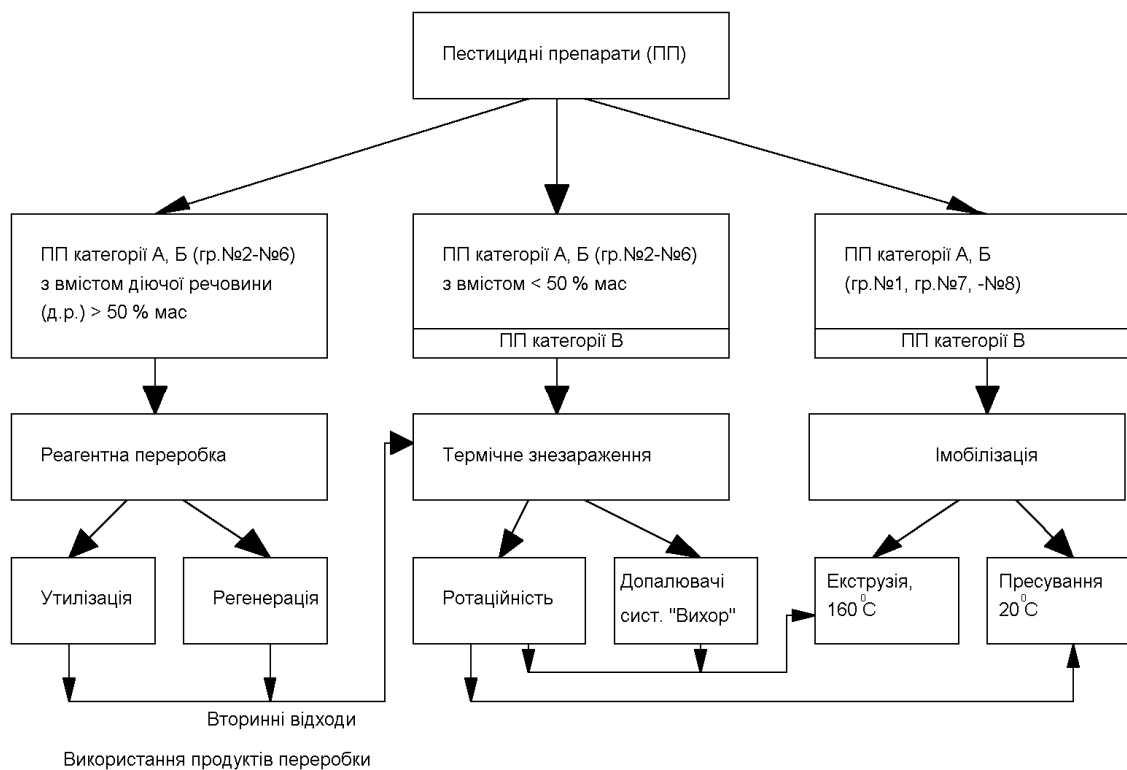 Пестицидні препарати (ПП)
ПП категорії А, Б (гр.№2-№6)
з вмістом діючої речовини
(д.р.) > 50 % мас
ПП категорії А, Б (гр.№2-№6)
з вмістом < 50 % мас
ПП категорії В
ПП категорії А, Б
(гр.№1, гр.№7, -№8)
ПП категорії В
Реагентна переробка
Термічне знезараження
Імобілізація
Утилізація
Регенерація
Ротаційність
Допалювачі
сист. "Вихор"
Екструзія,
160⁰С
Пресування
20⁰С
Вторинні відходи
Використання продуктів переробки